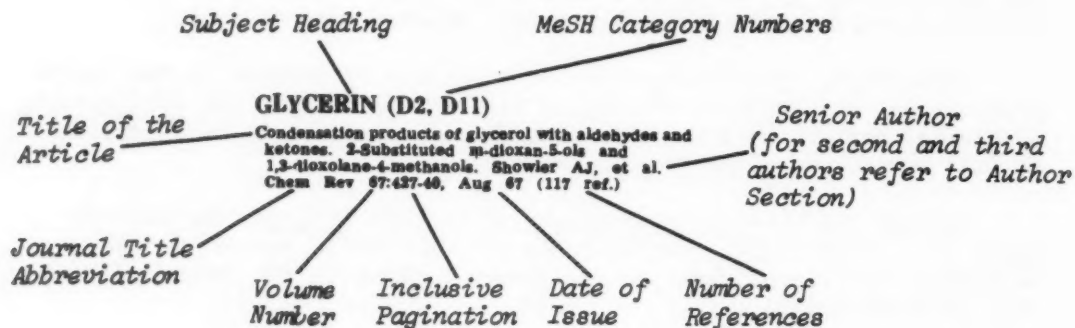 Subject Heading
MeSH Category Numbers
GLYCERIN (D2, D11)
Title of the
Article
Condensation products of glycerol with aldehydes and
ketones. 2-Substituted m-dioxan-5-ols and
1,3-dioxolane-4-methanols. Showler AJ, et al.
Chem Rev 67:427-40, Aug 67 (117 ref.)
Senior Author
(for second and third
authors refer to Author
Section)
Journal Title
Abbreviation
Volume
Number
Inclusive
Pagination
Date of
Issue
Number of
References